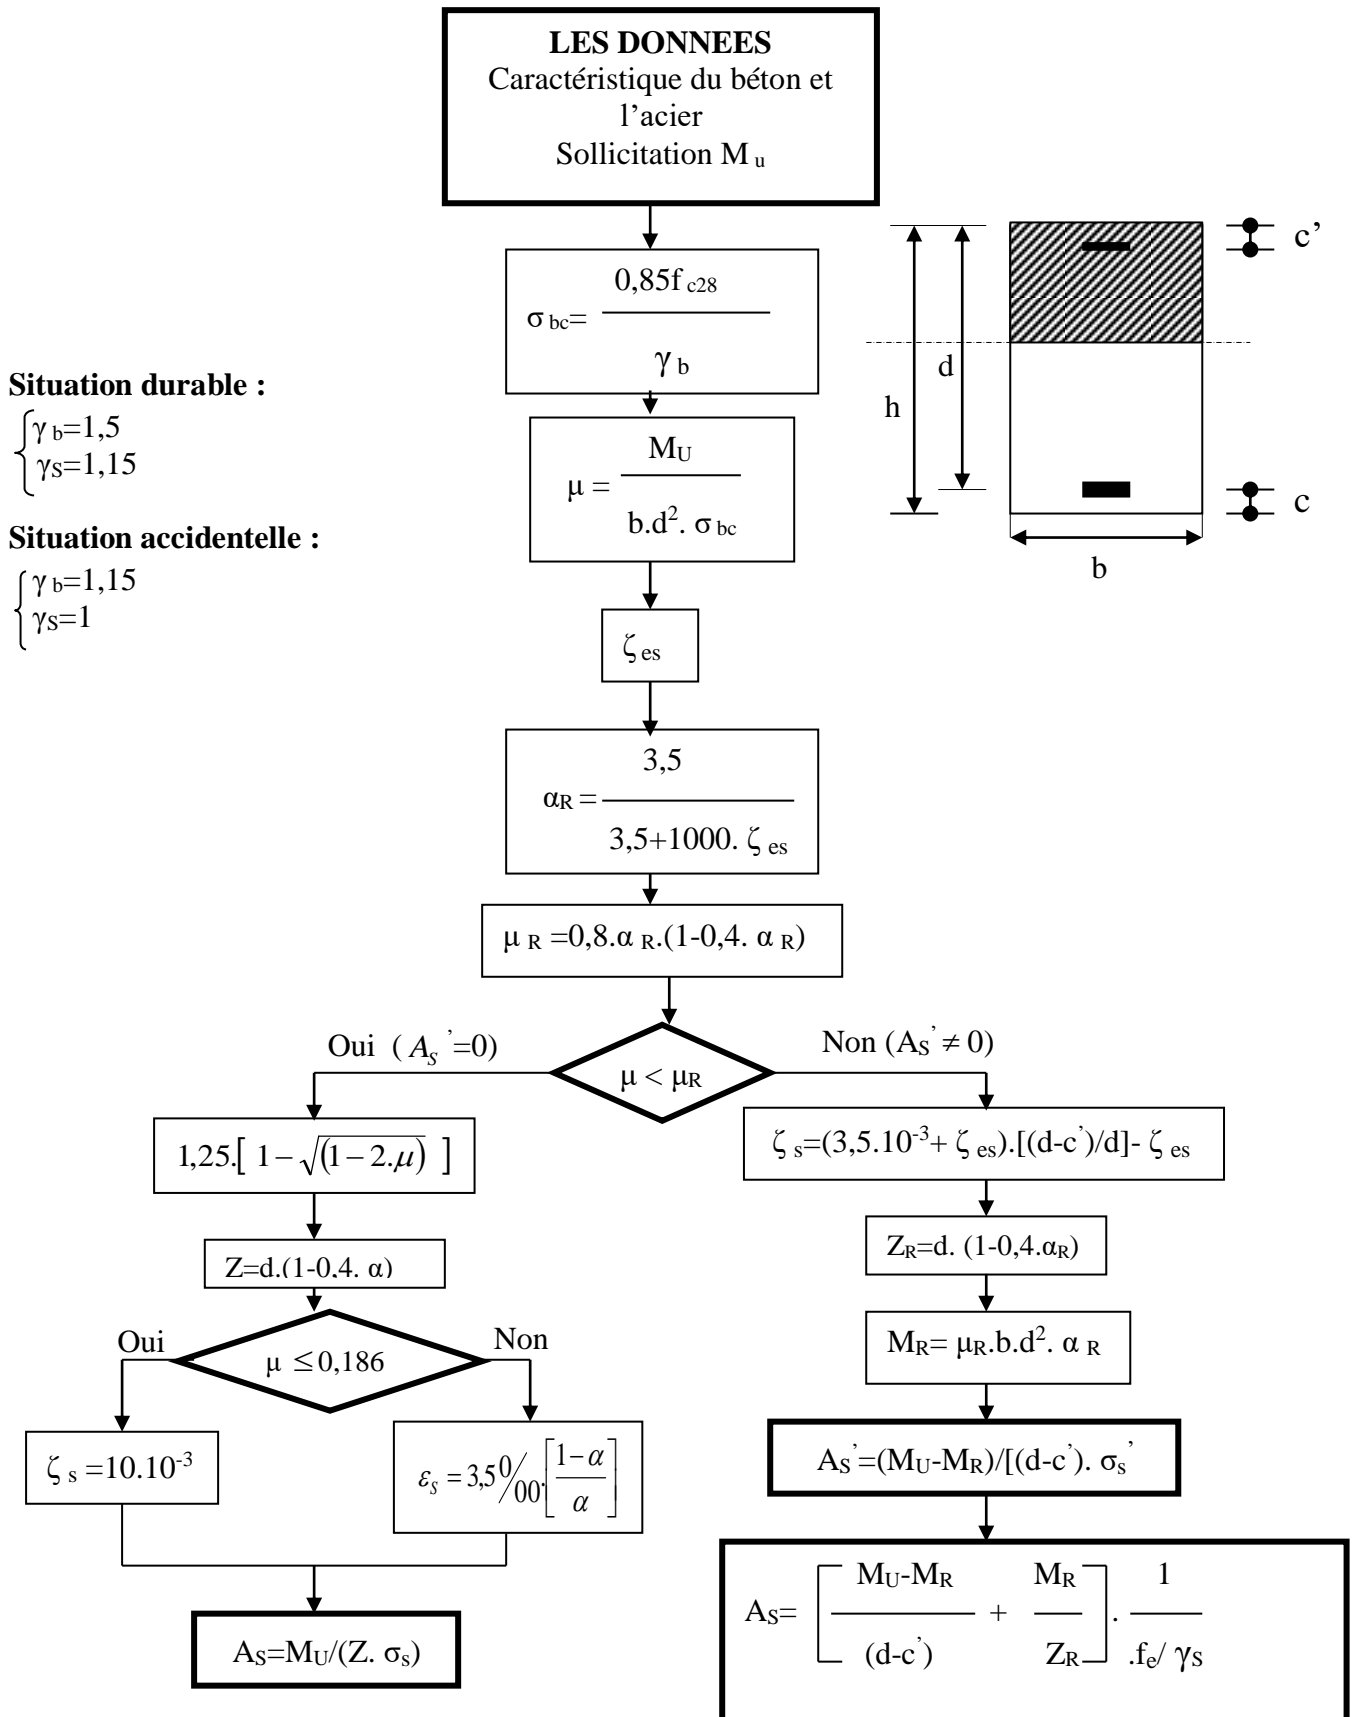 LES DONNEES
Caractéristique du béton et
l’acier
Sollicitation M u
σ bc= 0,85f c28 / γ b
c’
d
h
c
b
Situation durable :
γ b=1,5
γS=1,15
Situation accidentelle :
γ b=1,15
γS=1
μ = MU / b.d². σ bc
ζ es
αR = 3,5 / 3,5+1000. ζ es
μ R =0,8.α R.(1-0,4. α R)
Oui ( AS ’=0)
μ < μR
Non (AS’ ≠ 0)
1,25.[ 1−√(1−2.μ) ]
ζ s=(3,5.10-3+ ζ es).[(d-c’)/d]- ζ es
Z=d.(1-0,4. α)
ZR=d. (1-0,4.αR)
Oui
μ ≤ 0,186
Non
MR= μR.b.d². α R
ζ s =10.10-3
εS = 3,5 0/00.[1−α / α]
AS’=(MU-MR)/[(d-c’). σs’
AS=MU/(Z. σs)
AS= [ MU-MR / (d-c’) + MR / ZR ] . 1 / .fe/ γS